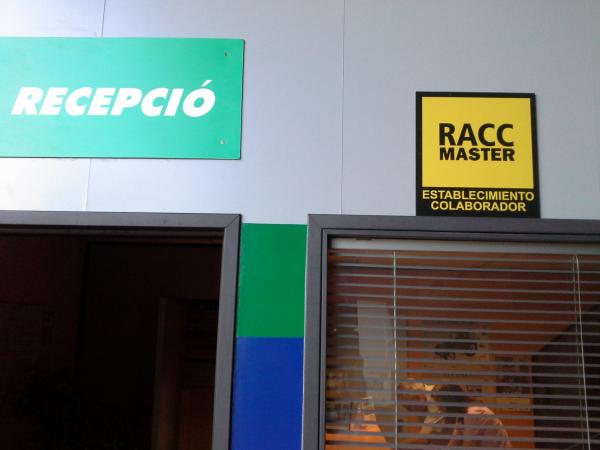 RECEPCIÓ
RACC
MASTER
ESTABLECIMIENTO
COLABORADOR